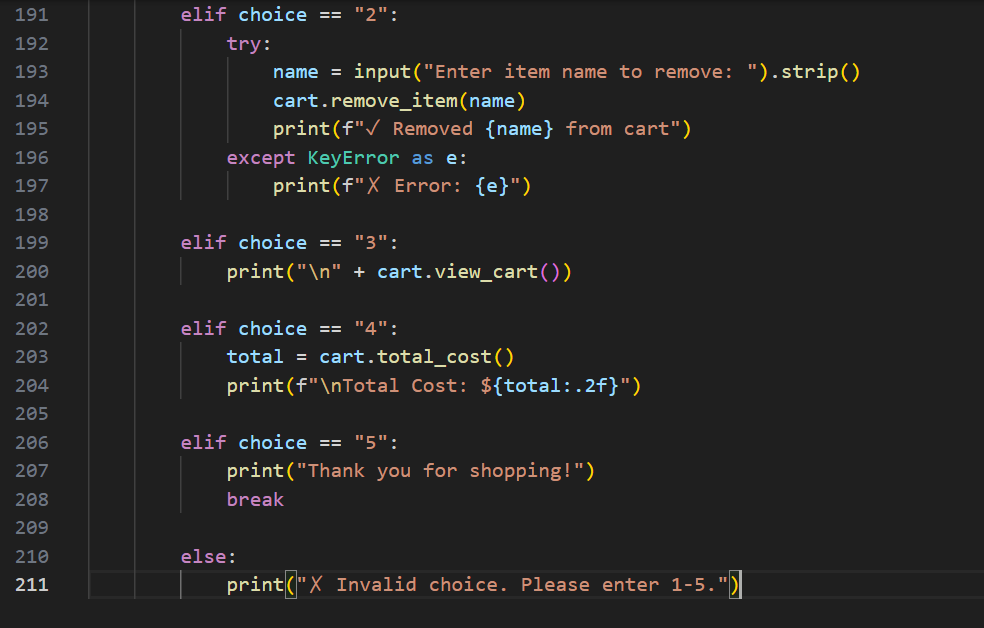 191 elif choice == "2":
192 try:
193 name = input("Enter item name to remove: ").strip()
194 cart.remove_item(name)
195 print(f"✓ Removed {name} from cart")
196 except KeyError as e:
197 print(f"✗ Error: {e}")
198
199 elif choice == "3":
200 print("\n" + cart.view_cart())
201
202 elif choice == "4":
203 total = cart.total_cost()
204 print(f"\nTotal Cost: ${total:.2f}")
205
206 elif choice == "5":
207 print("Thank you for shopping!")
208 break
209
210 else:
211 print("✗ Invalid choice. Please enter 1-5.")